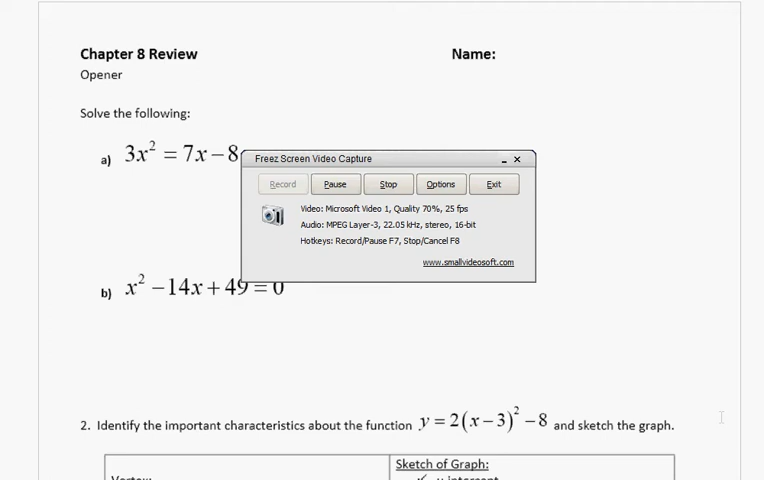 Chapter 8 Review Name:
Opener
Solve the following:
a) 3x² = 7x − 8
Freez Screen Video Capture
Record Pause Stop Options Exit
Video: Microsoft Video 1, Quality 70%, 25 fps
Audio: MPEG Layer-3, 22.05 kHz, stereo, 16-bit
Hotkeys: Record/Pause F7, Stop/Cancel F8
www.smallvideosoft.com
b) x² − 14x + 49 = 0
2. Identify the important characteristics about the function y = 2(x − 3)² − 8 and sketch the graph.
Sketch of Graph:
Vertex:
✓ y intercept